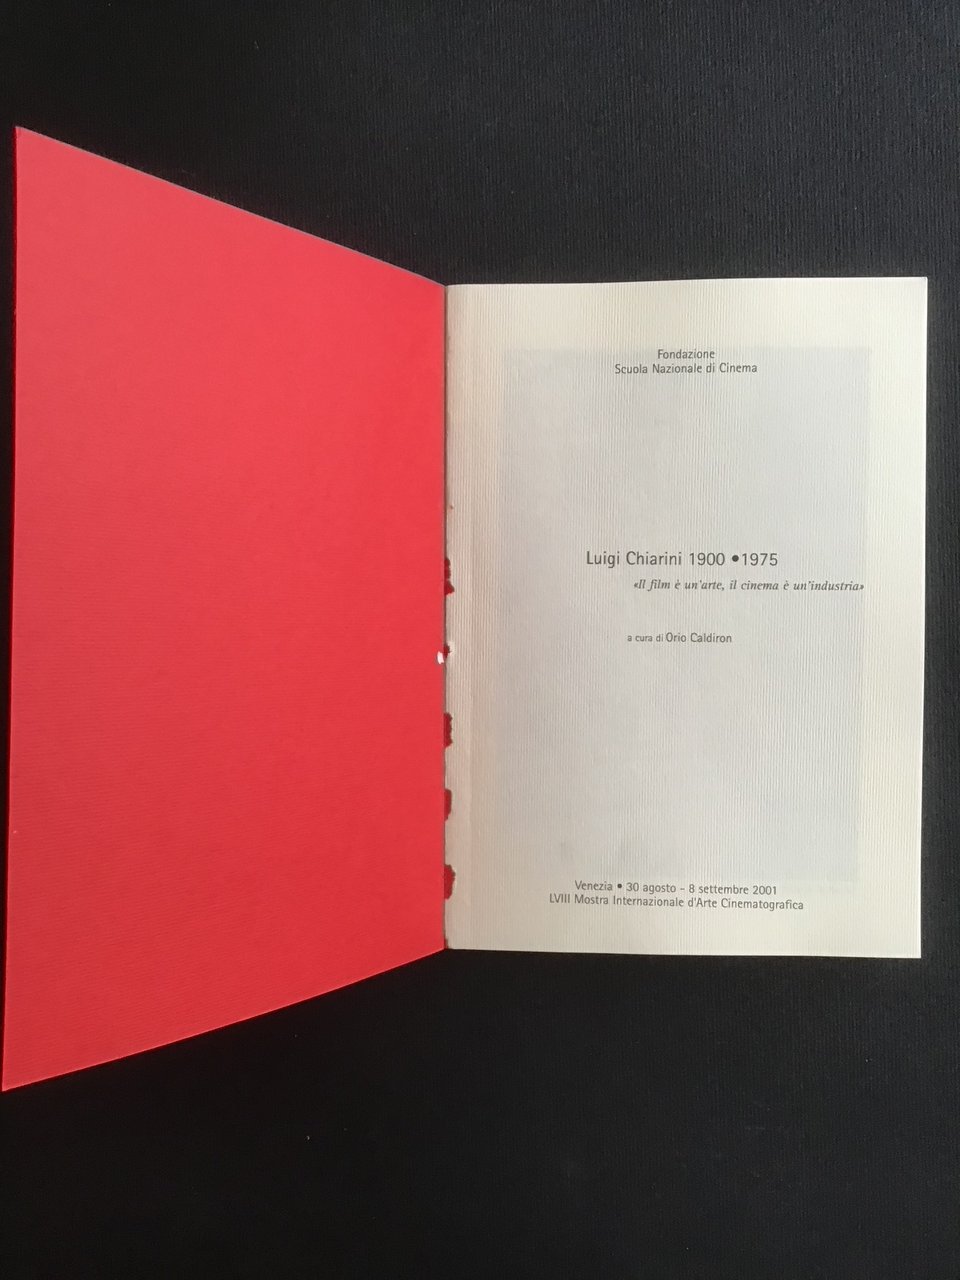 Fondazione
Scuola Nazionale di Cinema
Luigi Chiarini 1900 • 1975
«Il film è un'arte, il cinema è un'industria»
a cura di Orio Caldiron
Venezia • 30 agosto - 8 settembre 2001
LVIII Mostra Internazionale d'Arte Cinematografica